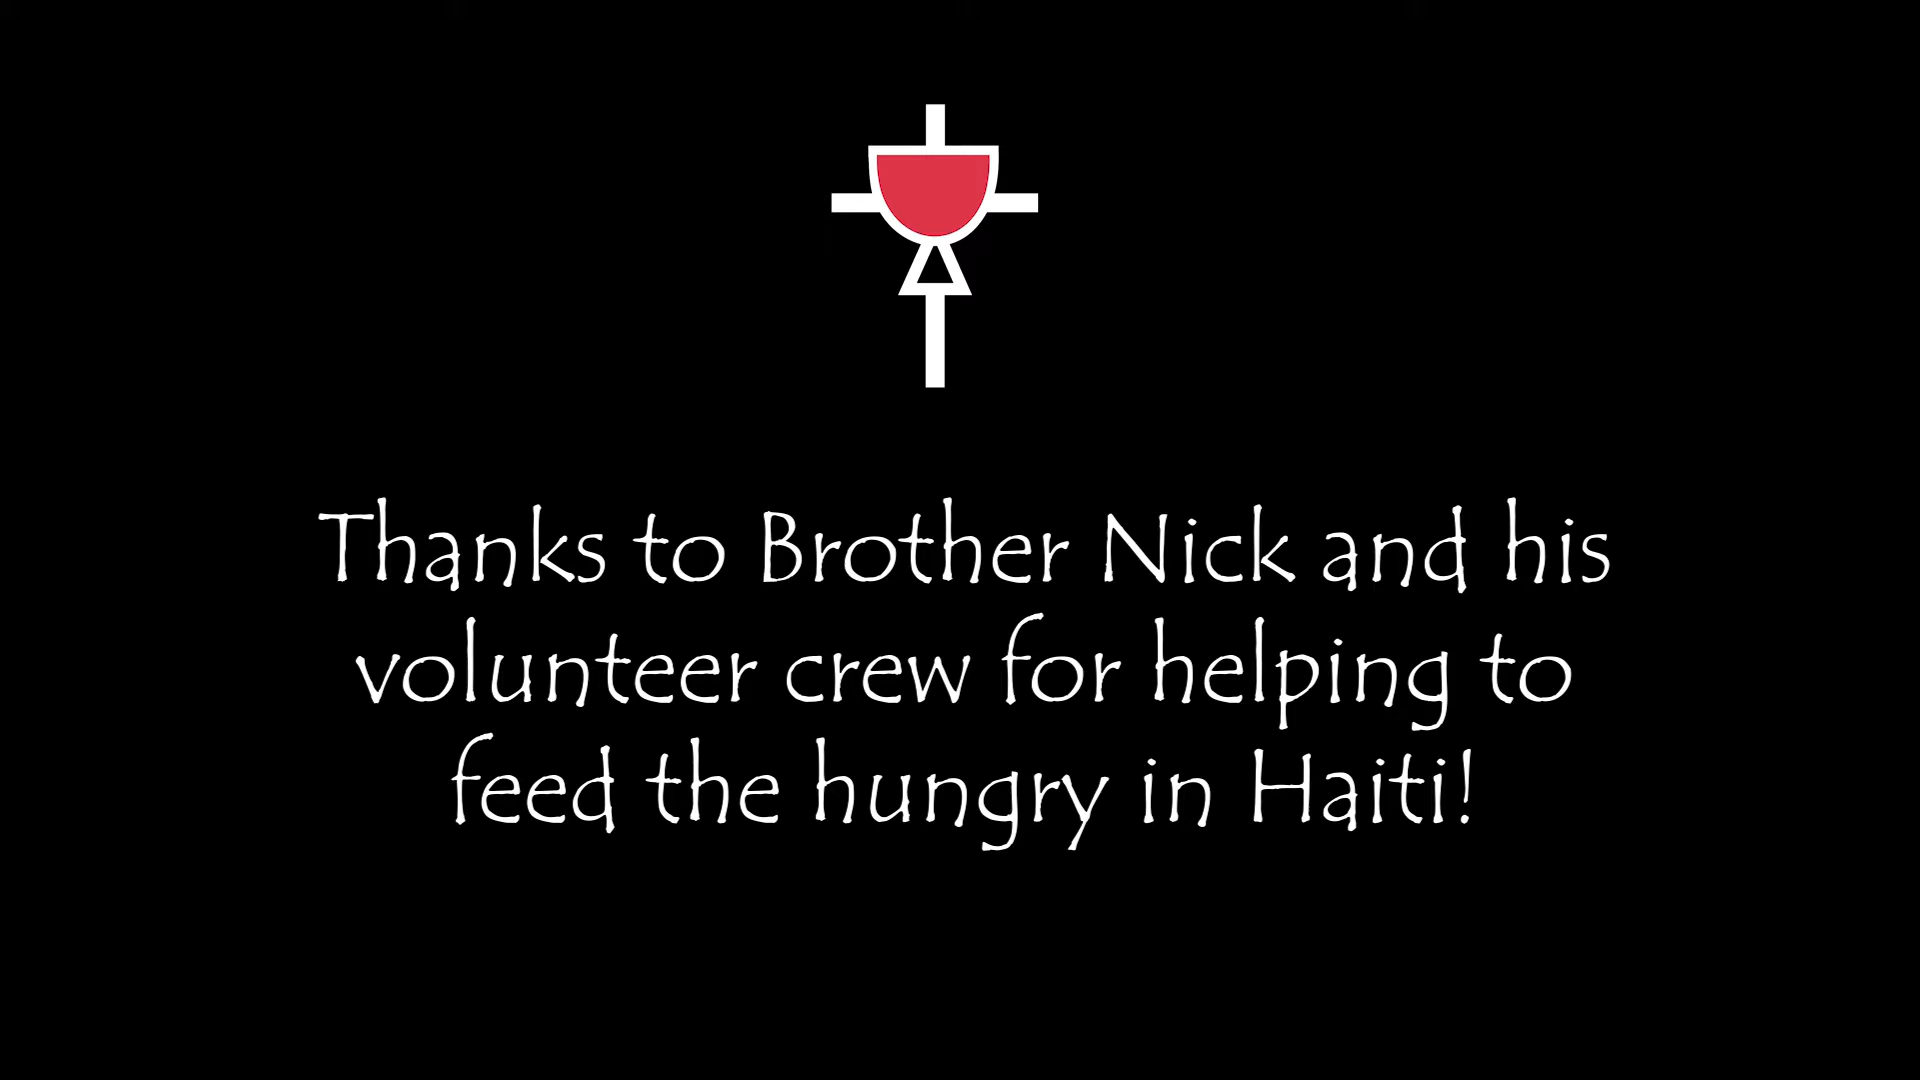 Thanks to Brother Nick and his
volunteer crew for helping to
feed the hungry in Haiti!